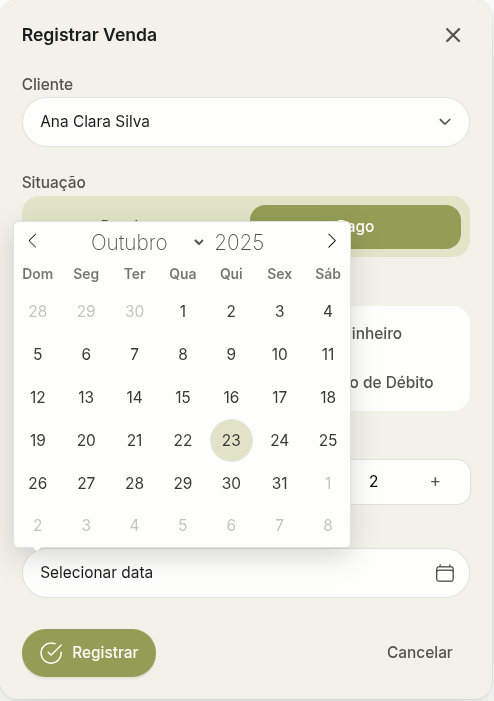 Registrar Venda
Cliente
Ana Clara Silva
Situação
Pago
Outubro 2025
Dom Seg Ter Qua Qui Sex Sáb
28 29 30 1 2 3 4
5 6 7 8 9 10 11
12 13 14 15 16 17 18
19 20 21 22 23 24 25
26 27 28 29 30 31 1
2 3 4 5 6 7 8
inheiro
o de Débito
2 +
Selecionar data
Registrar
Cancelar